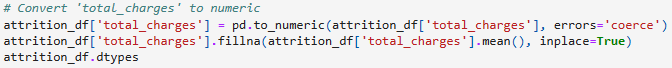 # Convert 'total_charges' to numeric
attrition_df['total_charges'] = pd.to_numeric(attrition_df['total_charges'], errors='coerce')
attrition_df['total_charges'].fillna(attrition_df['total_charges'].mean(), inplace=True)
attrition_df.dtypes